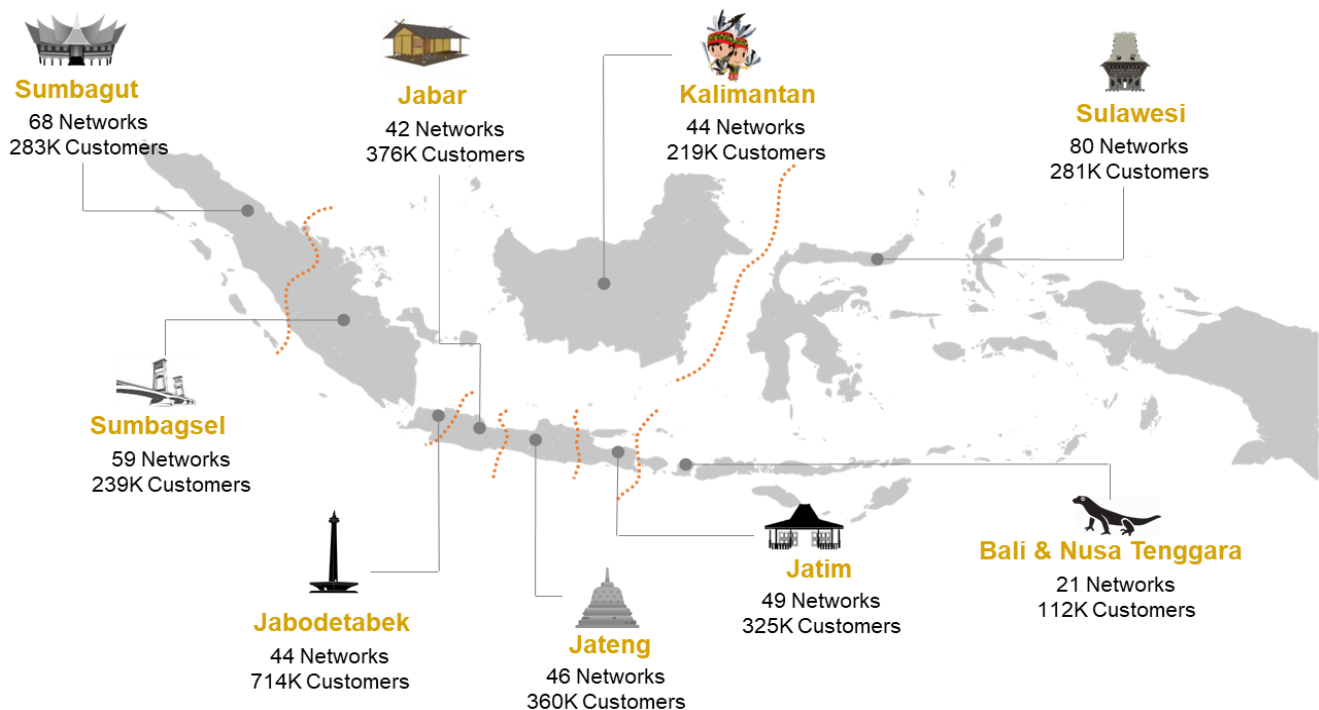 Sumbagut
68 Networks
283K Customers
Jabar
42 Networks
376K Customers
Kalimantan
44 Networks
219K Customers
Sulawesi
80 Networks
281K Customers
Sumbagsel
59 Networks
239K Customers
Jabodetabek
44 Networks
714K Customers
Jateng
46 Networks
360K Customers
Jatim
49 Networks
325K Customers
Bali & Nusa Tenggara
21 Networks
112K Customers